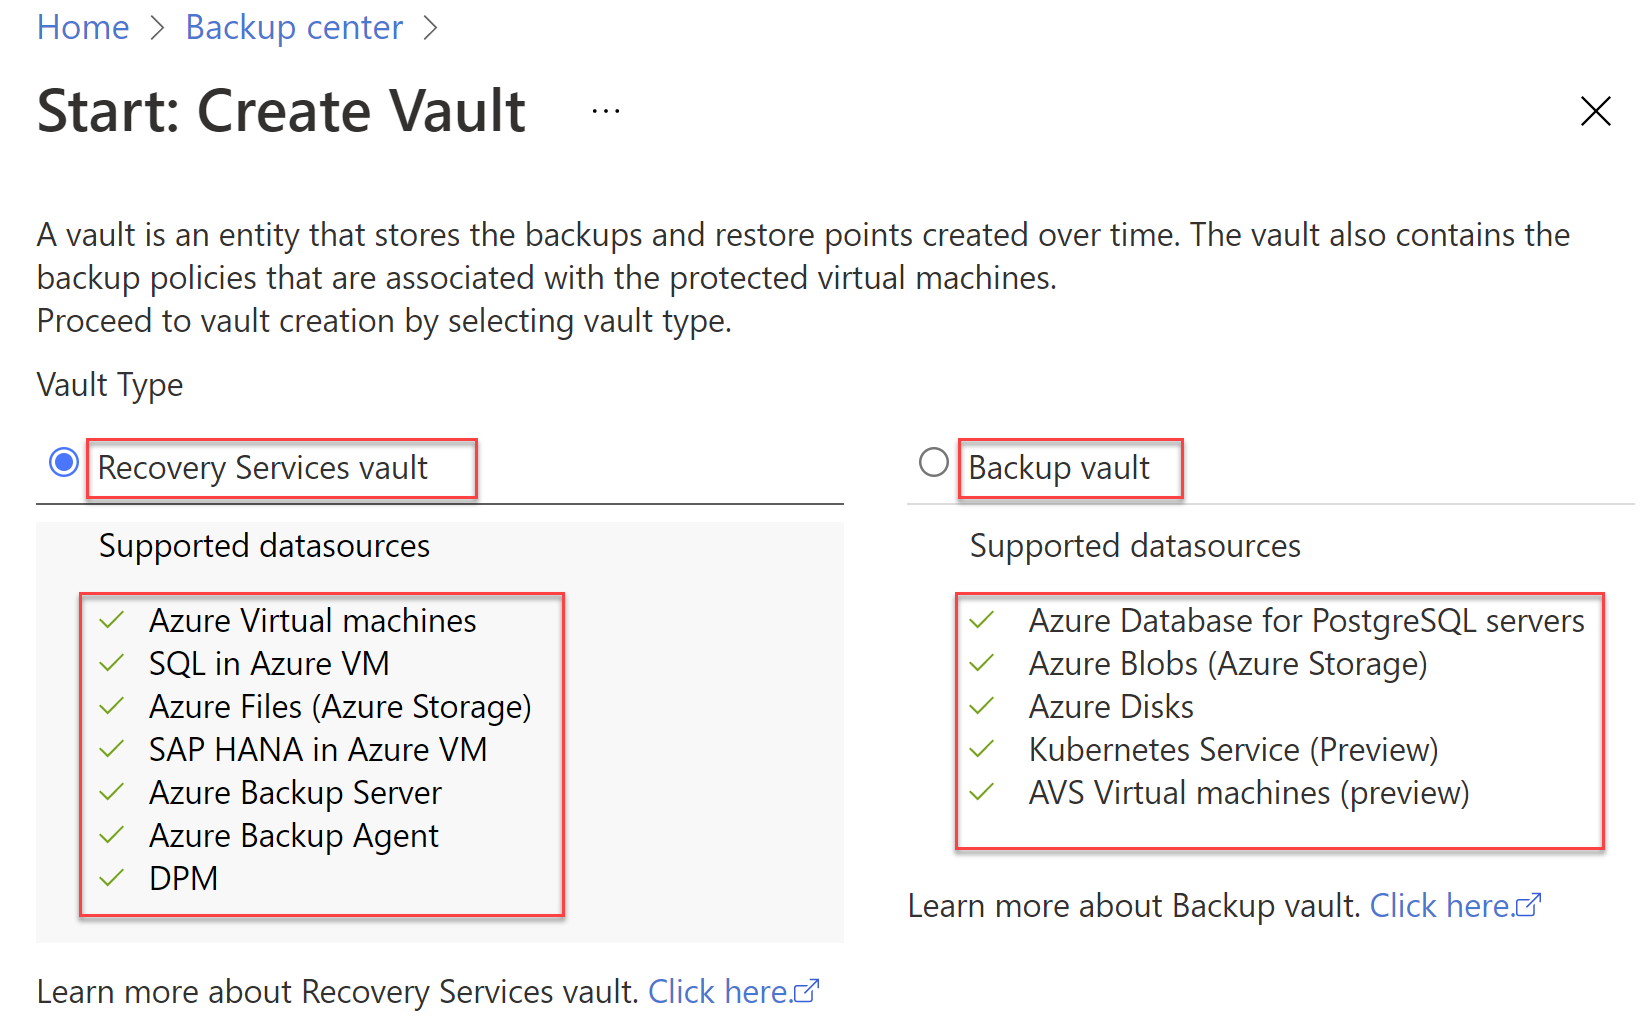 Home > Backup center >
Start: Create Vault ...
A vault is an entity that stores the backups and restore points created over time. The vault also contains the
backup policies that are associated with the protected virtual machines.
Proceed to vault creation by selecting vault type.
Vault Type
Recovery Services vault
Supported datasources
Azure Virtual machines
SQL in Azure VM
Azure Files (Azure Storage)
SAP HANA in Azure VM
Azure Backup Server
Azure Backup Agent
DPM
Learn more about Recovery Services vault. Click here.
Backup vault
Supported datasources
Azure Database for PostgreSQL servers
Azure Blobs (Azure Storage)
Azure Disks
Kubernetes Service (Preview)
AVS Virtual machines (preview)
Learn more about Backup vault. Click here.